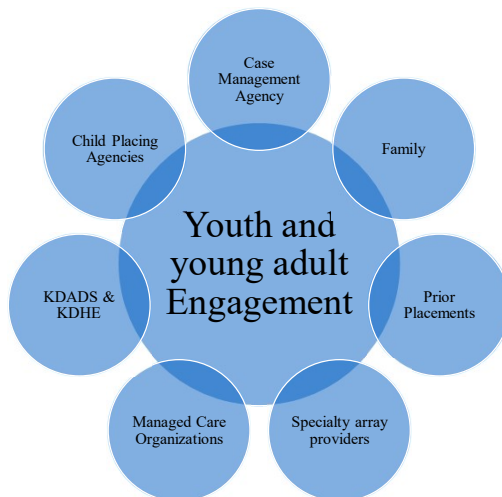 Case
Management
Agency
Child Placing
Agencies
Family
Youth and
young adult
Engagement
KDADS &
KDHE
Prior
Placements
Managed Care
Organizations
Specialty array
providers